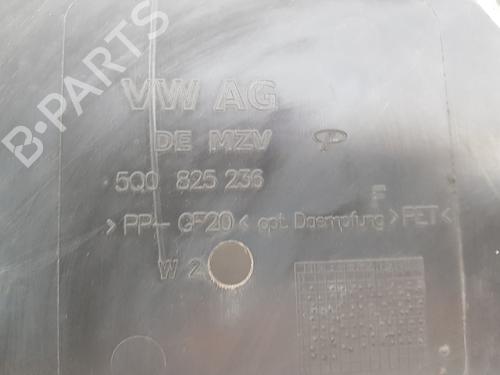 B-PARTS
VW AG
DE MZV
5Q0 825 236
F
>PP-GF20< opt. Daempfung >PET<
W 2